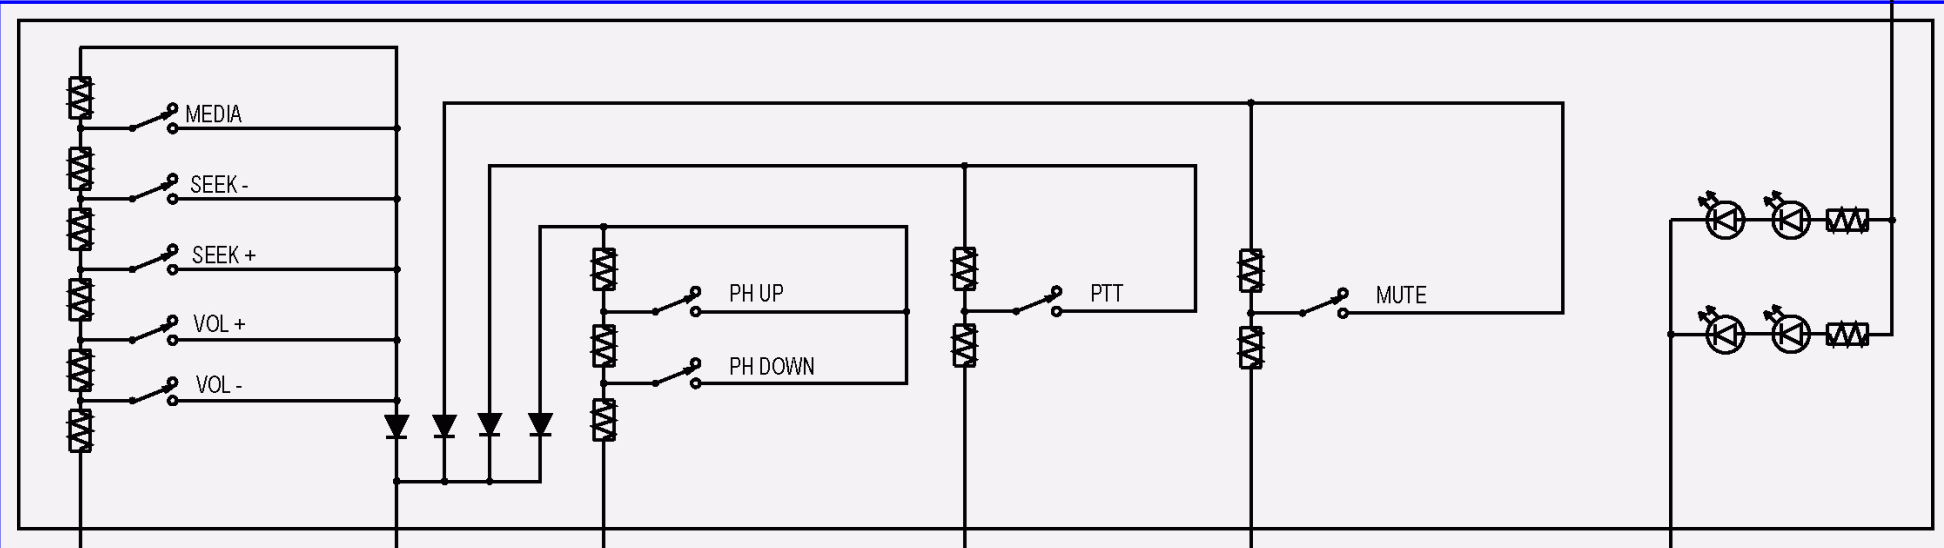 MEDIA
SEEK -
SEEK +
VOL +
VOL -
PH UP
PH DOWN
PTT
MUTE